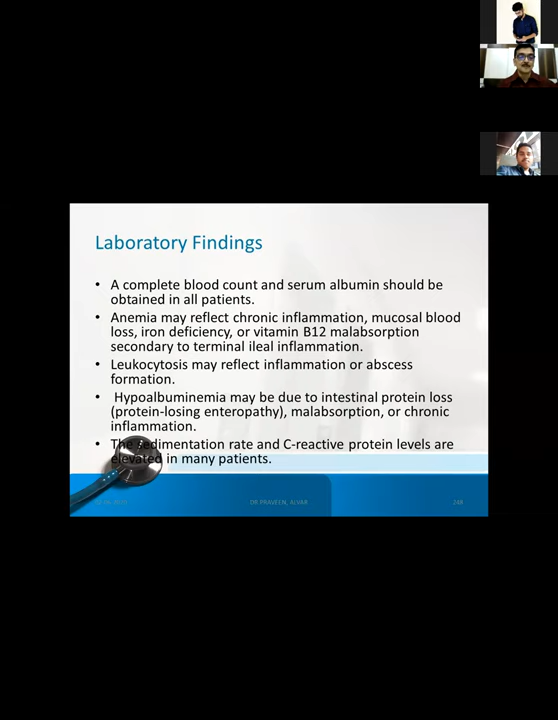 Laboratory Findings
• A complete blood count and serum albumin should be
obtained in all patients.
• Anemia may reflect chronic inflammation, mucosal blood
loss, iron deficiency, or vitamin B12 malabsorption
secondary to terminal ileal inflammation.
• Leukocytosis may reflect inflammation or abscess
formation.
• Hypoalbuminemia may be due to intestinal protein loss
(protein-losing enteropathy), malabsorption, or chronic
inflammation.
• The sedimentation rate and C-reactive protein levels are
elevated in many patients.
DR PRAVEEN, ALVAR
248